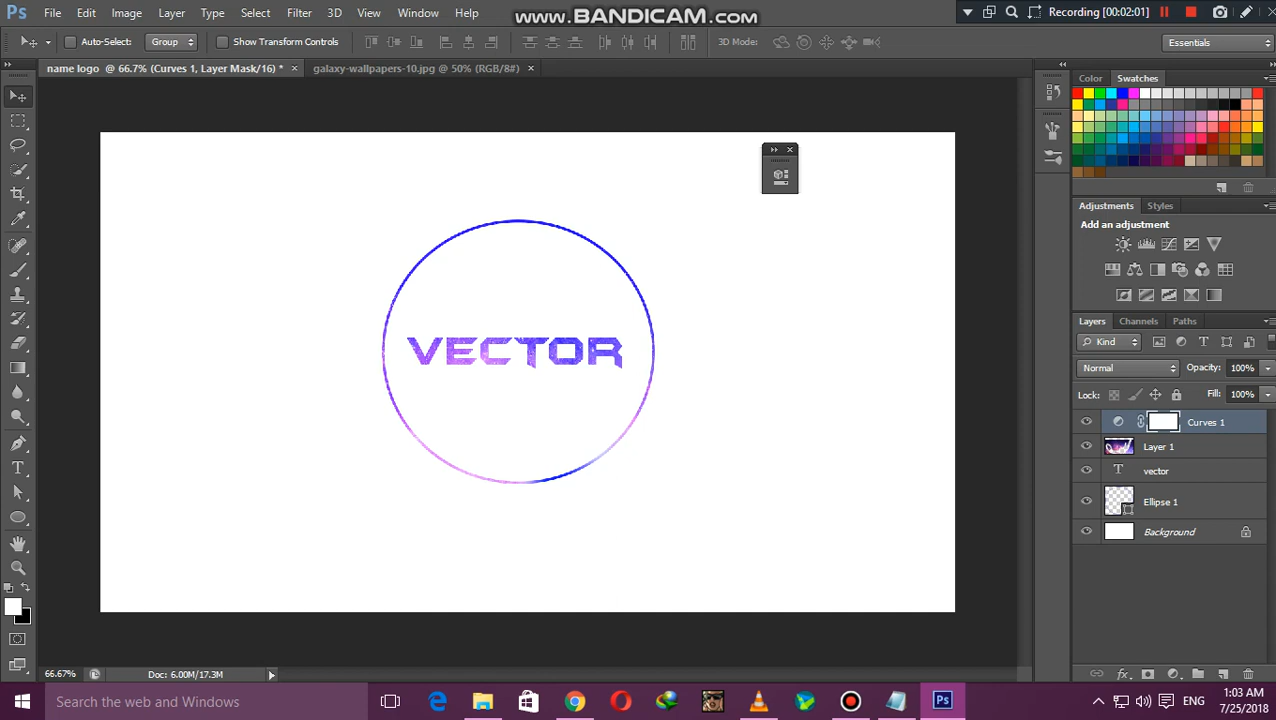 Ps File Edit Image Layer Type Select Filter 3D View Window Help
www.BANDICAM.com
Recording [00:02:01]
Auto-Select: Group Show Transform Controls 3D Mode: Essentials
name logo @ 66.7% (Curves 1, Layer Mask/16) * galaxy-wallpapers-10.jpg @ 50% (RGB/8#)
Color Swatches
Adjustments Styles
Add an adjustment
Layers Channels Paths
Kind
Normal Opacity: 100%
Lock: Fill: 100%
Curves 1
Layer 1
T vector
Ellipse 1
Background
VECTOR
66.67% Doc: 6.00M/17.3M
Search the web and Windows
ENG
1:03 AM
7/25/2018